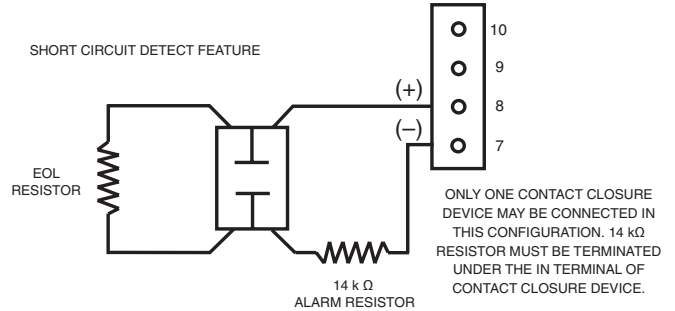 SHORT CIRCUIT DETECT FEATURE
10
9
(+)
8
(–)
7
EOL
RESISTOR
ONLY ONE CONTACT CLOSURE
DEVICE MAY BE CONNECTED IN
THIS CONFIGURATION. 14 kΩ
RESISTOR MUST BE TERMINATED
UNDER THE IN TERMINAL OF
CONTACT CLOSURE DEVICE.
14 k Ω
ALARM RESISTOR